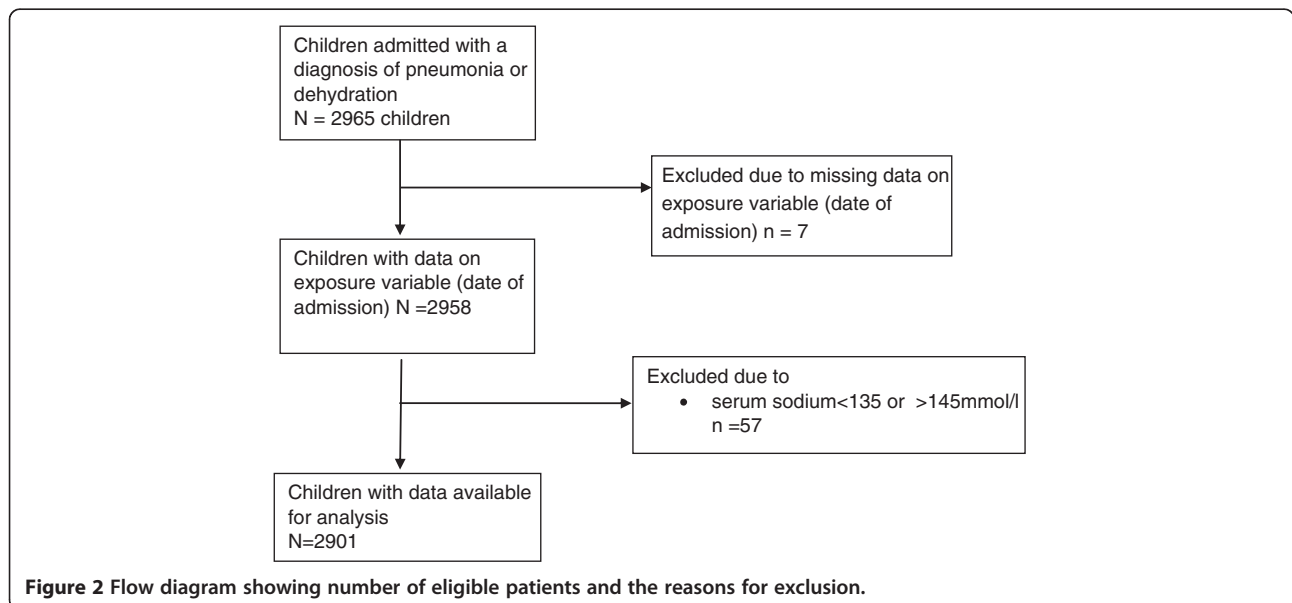 Children admitted with a
diagnosis of pneumonia or
dehydration
N = 2965 children
Excluded due to missing data on
exposure variable (date of
admission) n = 7
Children with data on
exposure variable (date of
admission) N =2958
Excluded due to
• serum sodium<135 or >145mmol/l
n =57
Children with data available
for analysis
N=2901
Figure 2 Flow diagram showing number of eligible patients and the reasons for exclusion.